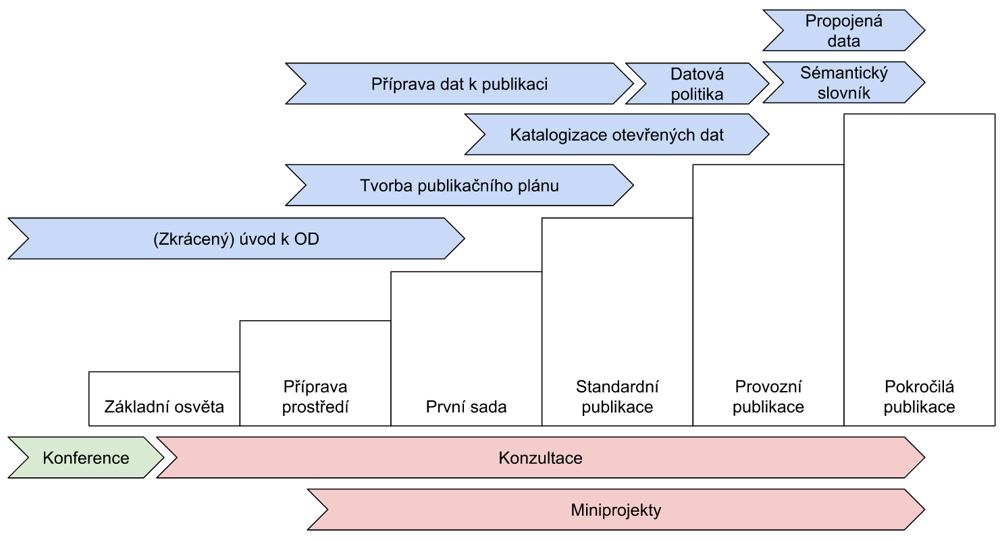 Propojená
data
Příprava dat k publikaci
Datová
politika
Sémantický
slovník
Katalogizace otevřených dat
Tvorba publikačního plánu
(Zkrácený) úvod k OD
Základní osvěta
Příprava
prostředí
První sada
Standardní
publikace
Provozní
publikace
Pokročilá
publikace
Konference
Konzultace
Miniprojekty